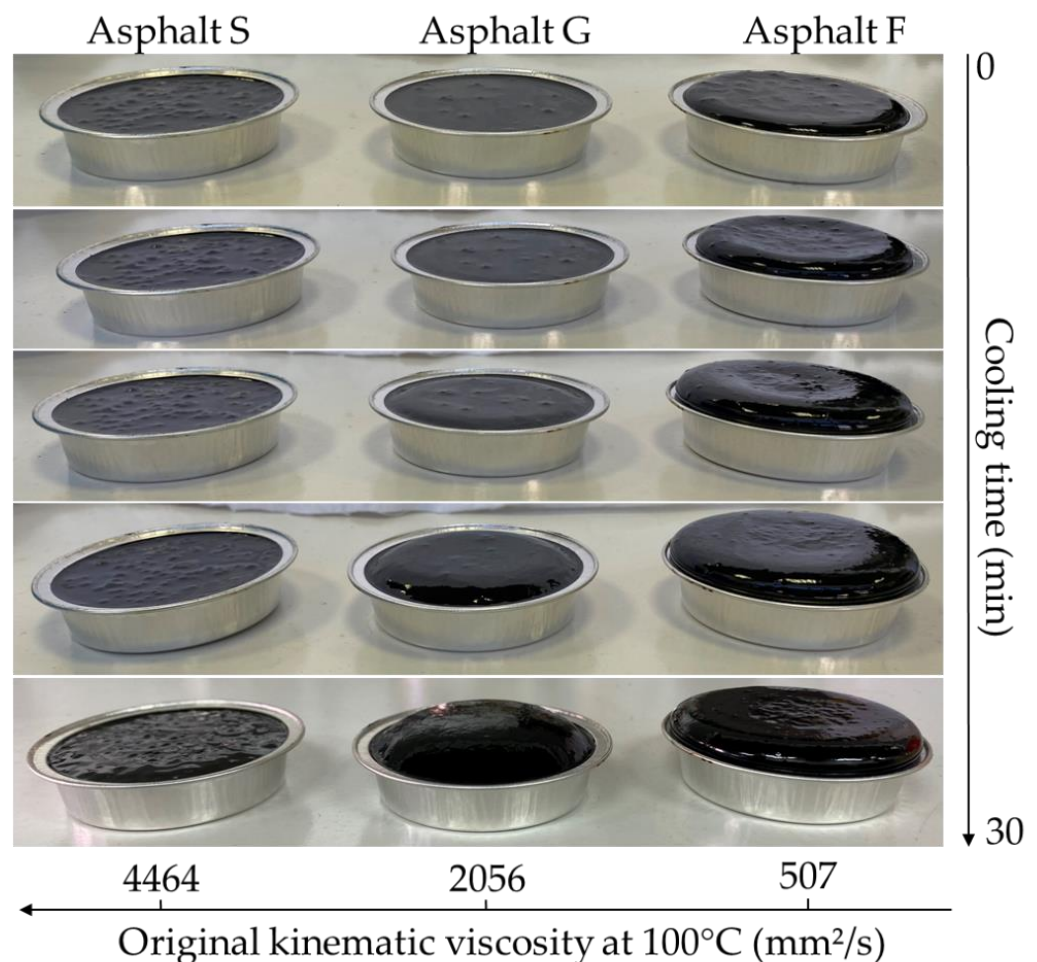 Asphalt S Asphalt G Asphalt F
0
Cooling time (min)
30
4464 2056 507
Original kinematic viscosity at 100°C (mm²/s)